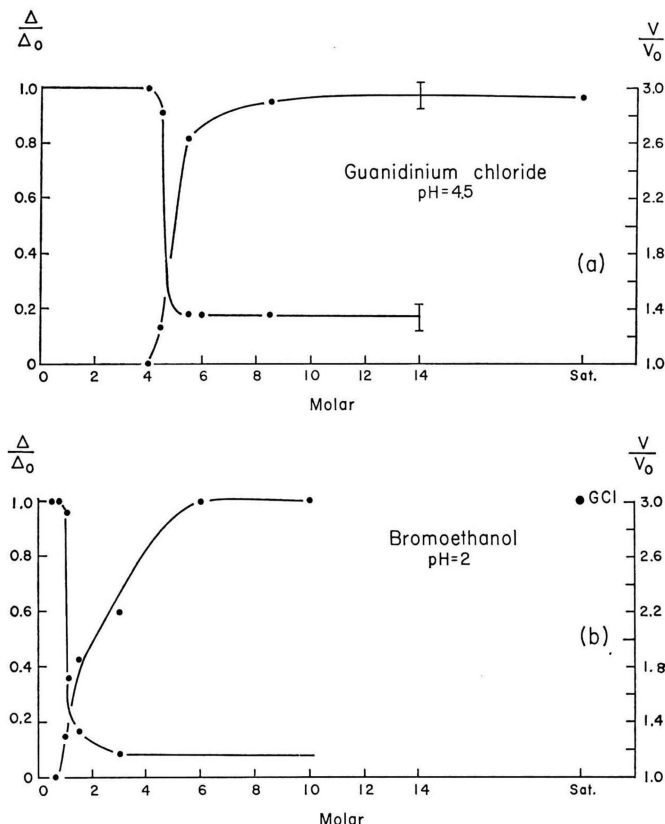 Δ
Δ0
V
V0
1.0
0.8
0.6
0.4
0.2
0
3.0
2.6
2.2
1.8
1.4
1.0
Guanidinium chloride
pH=4.5
(a)
0 2 4 6 8 10 12 14 Sat.
Molar
Δ
Δ0
V
V0
1.0
0.8
0.6
0.4
0.2
0
3.0
2.6
2.2
1.8
1.4
1.0
GCl
Bromoethanol
pH=2
(b)
0 2 4 6 8 10 12 14 Sat.
Molar